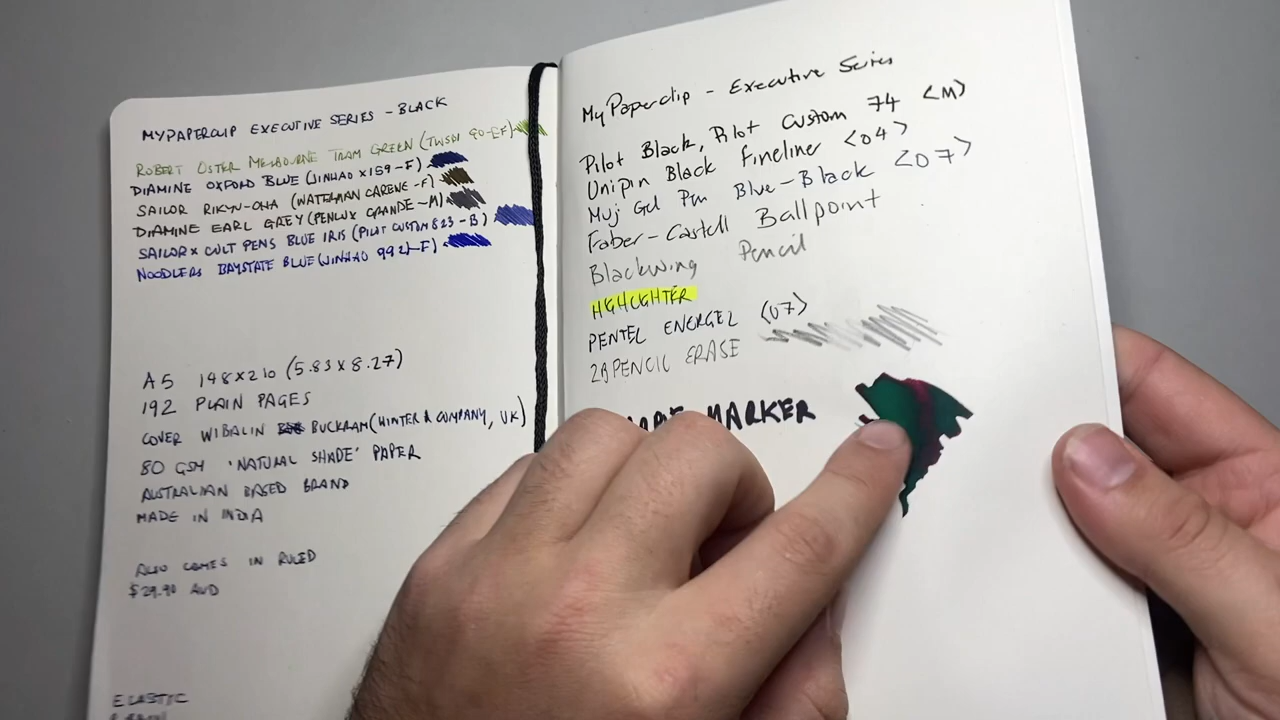 MYPAPERCLIP EXECUTIVE SERIES - BLACK
ROBERT OSTER MELBOURNE TRAM GREEN (TWSBI 90-EF)
DIAMINE OXFORD BLUE (JINHAO X159-F)
SAILOR RIKYU-CHA (WATERMAN CARENE-F)
DIAMINE EARL GREY (PENLUX GRANDE-M)
SAILOR x CULT PENS BLUE IRIS (PILOT CUSTOM 823-B)
NOODLERS BAYSTATE BLUE (JINHAO 992-F)
A5 148x210 (5.83 x 8.27)
192 PLAIN PAGES
COVER WIBALIN BUCKRAM (WINTER & COMPANY, UK)
80 GSM 'NATURAL SHADE' PAPER
AUSTRALIAN BASED BRAND
MADE IN INDIA
ALSO COMES IN RULED
$29.90 AUD
ELASTIC
MyPaperclip - Executive Series
Pilot Black, Pilot Custom 74 <M>
Unipin Black Fineliner <04>
Muji Gel Pen Blue-Black <07>
Faber-Castell Ballpoint
Blackwing Pencil
HIGHLIGHTER
PENTEL ENERGEL <07>
2B PENCIL ERASE
MARKER